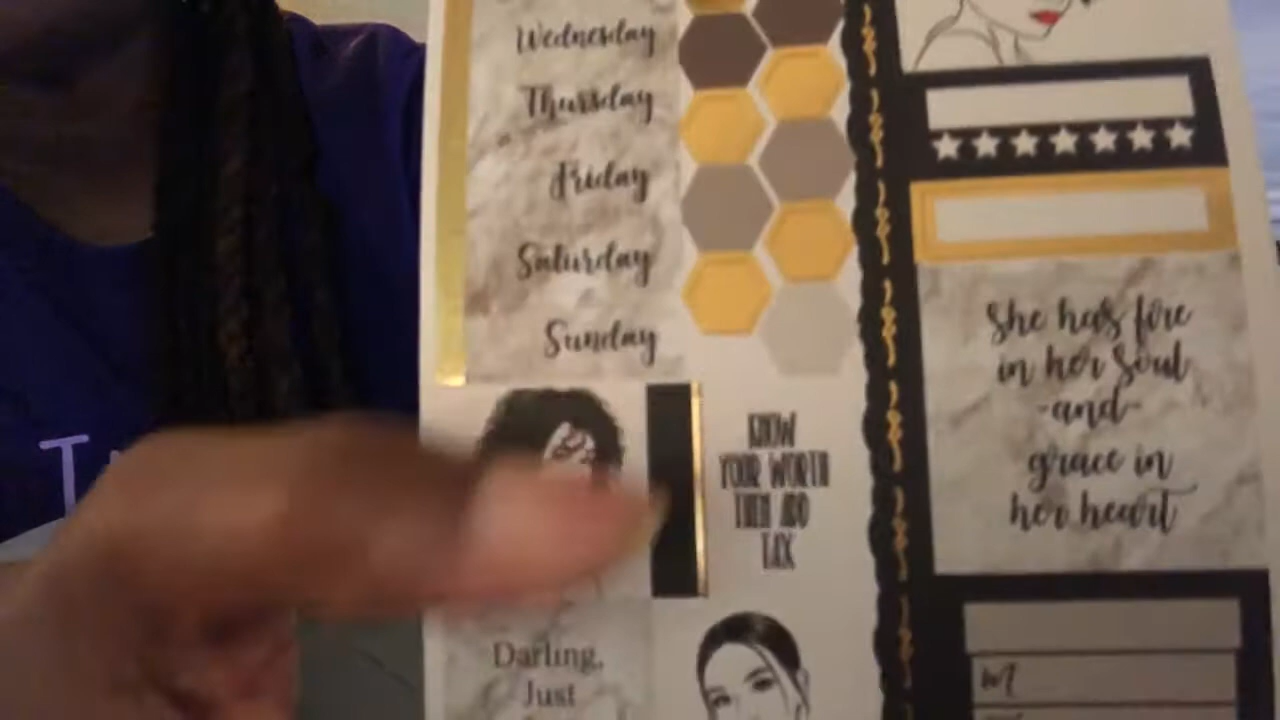 Wednesday
Thursday
Friday
Saturday
Sunday
KNOW
YOUR WORTH
THEN ADD
TAX
Darling,
Just
She has fire
in her soul
-and-
grace in
her heart
M